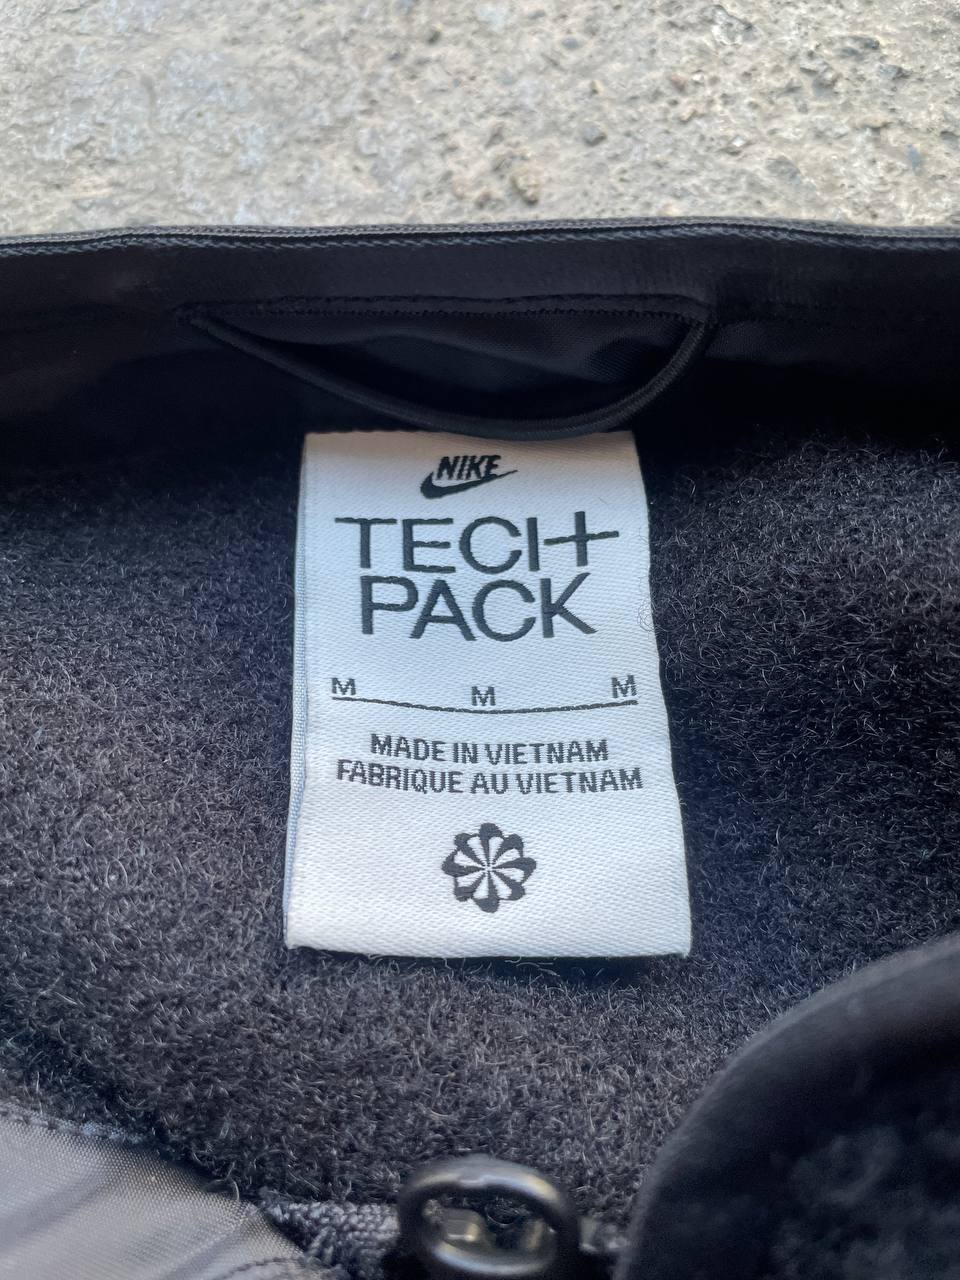 NIKE
TECH
PACK
M M M
MADE IN VIETNAM
FABRIQUE AU VIETNAM